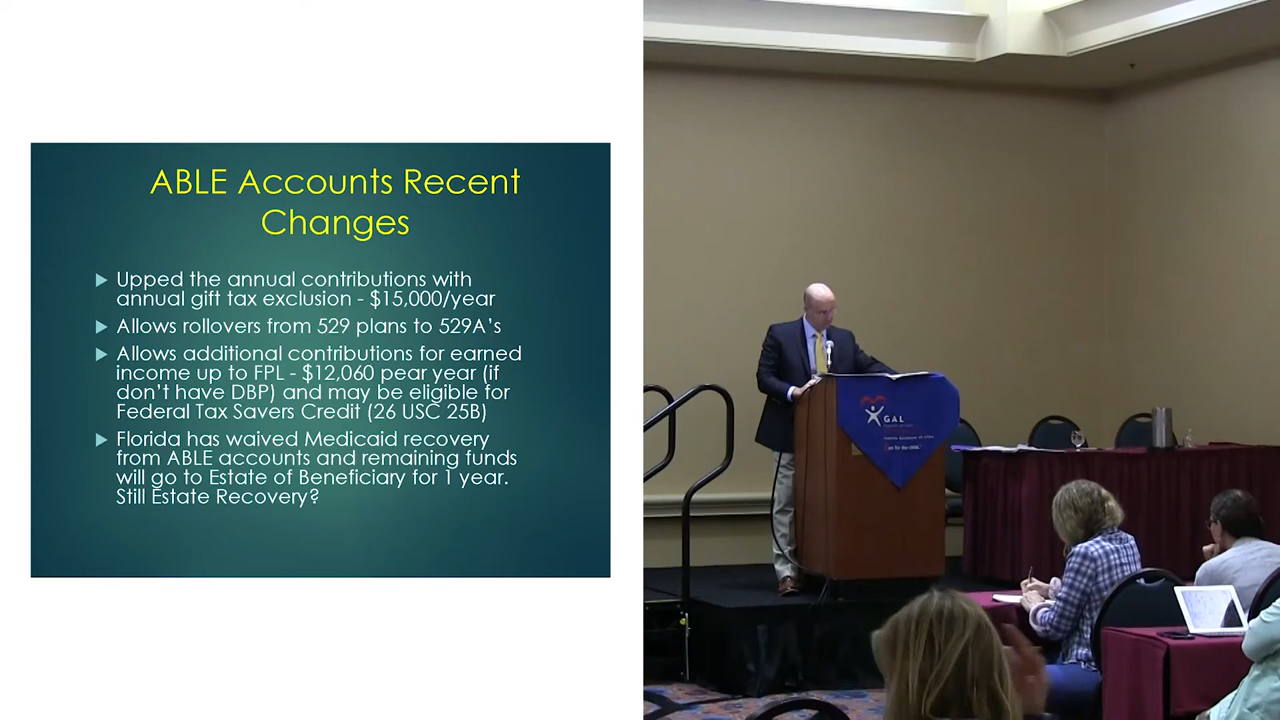 ABLE Accounts Recent
Changes
Upped the annual contributions with
annual gift tax exclusion - $15,000/year
Allows rollovers from 529 plans to 529A's
Allows additional contributions for earned
income up to FPL - $12,060 pear year (if
don't have DBP) and may be eligible for
Federal Tax Savers Credit (26 USC 25B)
Florida has waived Medicaid recovery
from ABLE accounts and remaining funds
will go to Estate of Beneficiary for 1 year.
Still Estate Recovery?
GAL